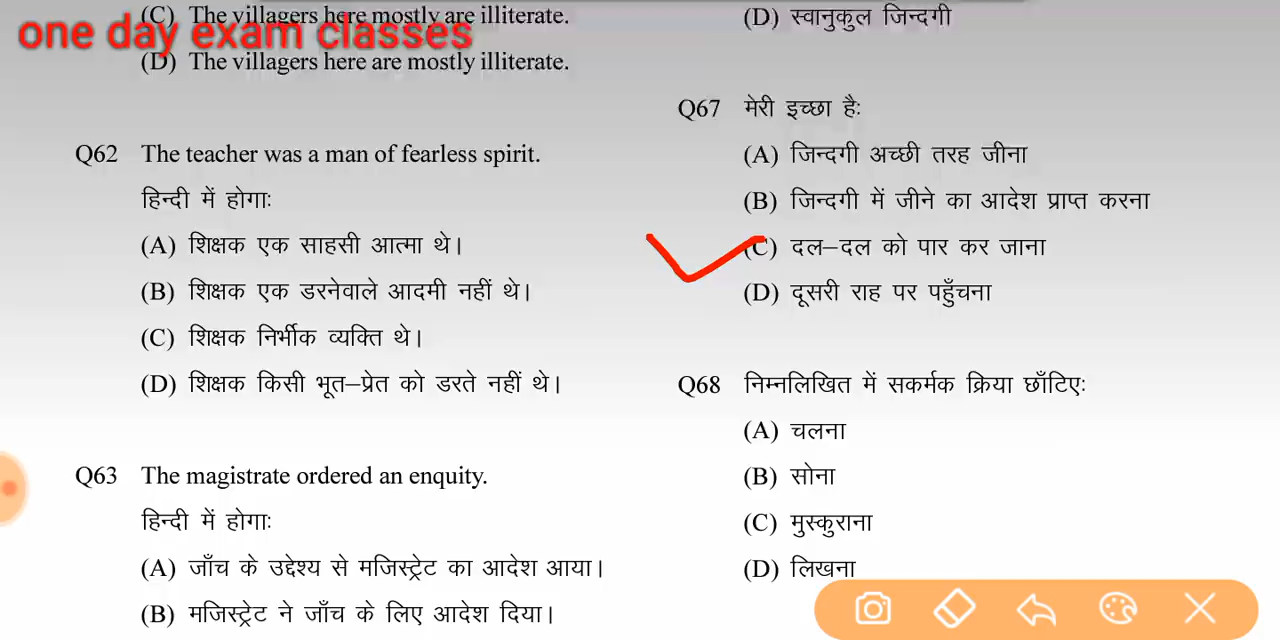 one day exam classes
(C) The villagers here mostly are illiterate.
(D) The villagers here are mostly illiterate.
Q62 The teacher was a man of fearless spirit.
हिन्दी में होगाः
(A) शिक्षक एक साहसी आत्मा थे।
(B) शिक्षक एक डरनेवाले आदमी नहीं थे।
(C) शिक्षक निर्भीक व्यक्ति थे।
(D) शिक्षक किसी भूत–प्रेत को डरते नहीं थे।
Q63 The magistrate ordered an enquity.
हिन्दी में होगाः
(A) जाँच के उद्देश्य से मजिस्ट्रेट का आदेश आया।
(B) मजिस्ट्रेट ने जाँच के लिए आदेश दिया।
(D) स्वानुकुल जिन्दगी
Q67 मेरी इच्छा हैः
(A) जिन्दगी अच्छी तरह जीना
(B) जिन्दगी में जीने का आदेश प्राप्त करना
(C) दल–दल को पार कर जाना
(D) दूसरी राह पर पहुँचना
Q68 निम्नलिखित में सकर्मक क्रिया छाँटिएः
(A) चलना
(B) सोना
(C) मुस्कुराना
(D) लिखना